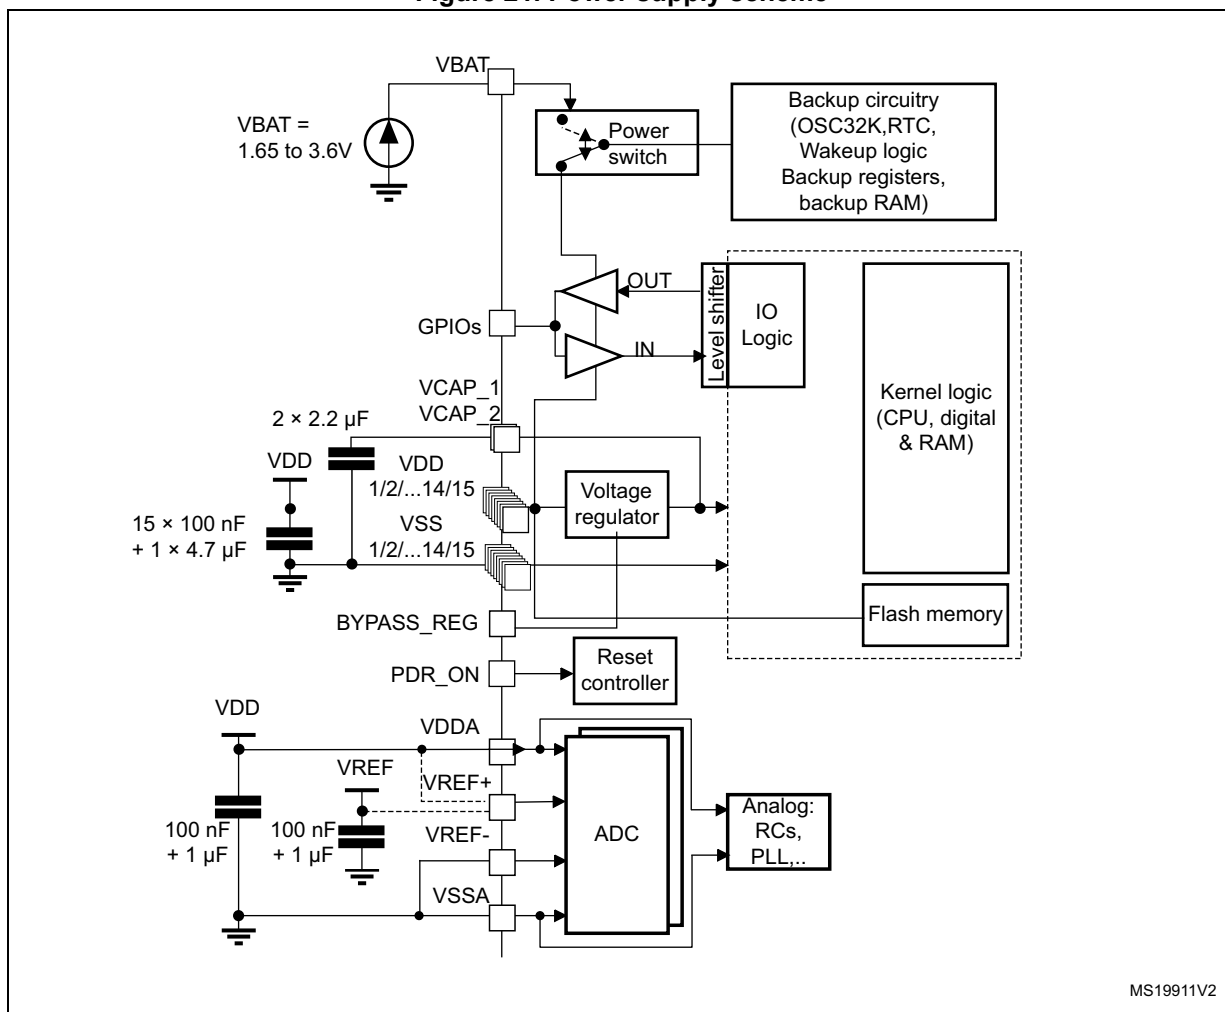 VBAT
VBAT =
1.65 to 3.6V
Power
switch
Backup circuitry
(OSC32K,RTC,
Wakeup logic
Backup registers,
backup RAM)
GPIOs
OUT
IN
Level shifter
IO
Logic
Kernel logic
(CPU, digital
& RAM)
VCAP_1
VCAP_2
2 × 2.2 µF
VDD
15 × 100 nF
+ 1 × 4.7 µF
VDD
1/2/...14/15
VSS
1/2/...14/15
Voltage
regulator
Flash memory
BYPASS_REG
PDR_ON
Reset
controller
VDD
VDDA
VREF
VREF+
VREF-
VSSA
100 nF
+ 1 µF
100 nF
+ 1 µF
ADC
Analog:
RCs,
PLL,..
MS19911V2